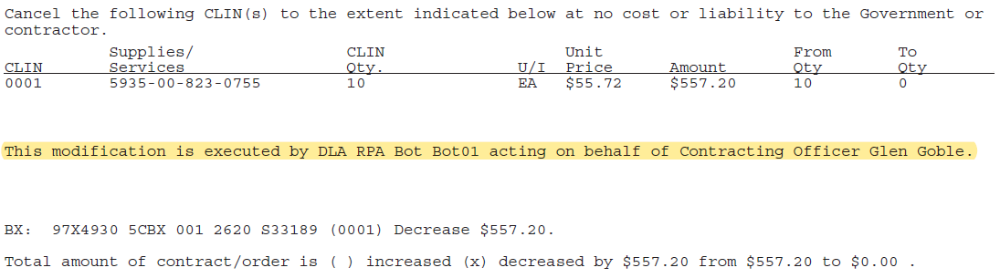 Cancel the following CLIN(s) to the extent indicated below at no cost or liability to the Government or
contractor.
Supplies/ CLIN Unit From To
CLIN Services Qty. U/I Price Amount Qty Qty
0001 5935-00-823-0755 10 EA $55.72 $557.20 10 0
This modification is executed by DLA RPA Bot Bot01 acting on behalf of Contracting Officer Glen Goble.
BX: 97X4930 5CBX 001 2620 S33189 (0001) Decrease $557.20.
Total amount of contract/order is ( ) increased (x) decreased by $557.20 from $557.20 to $0.00 .